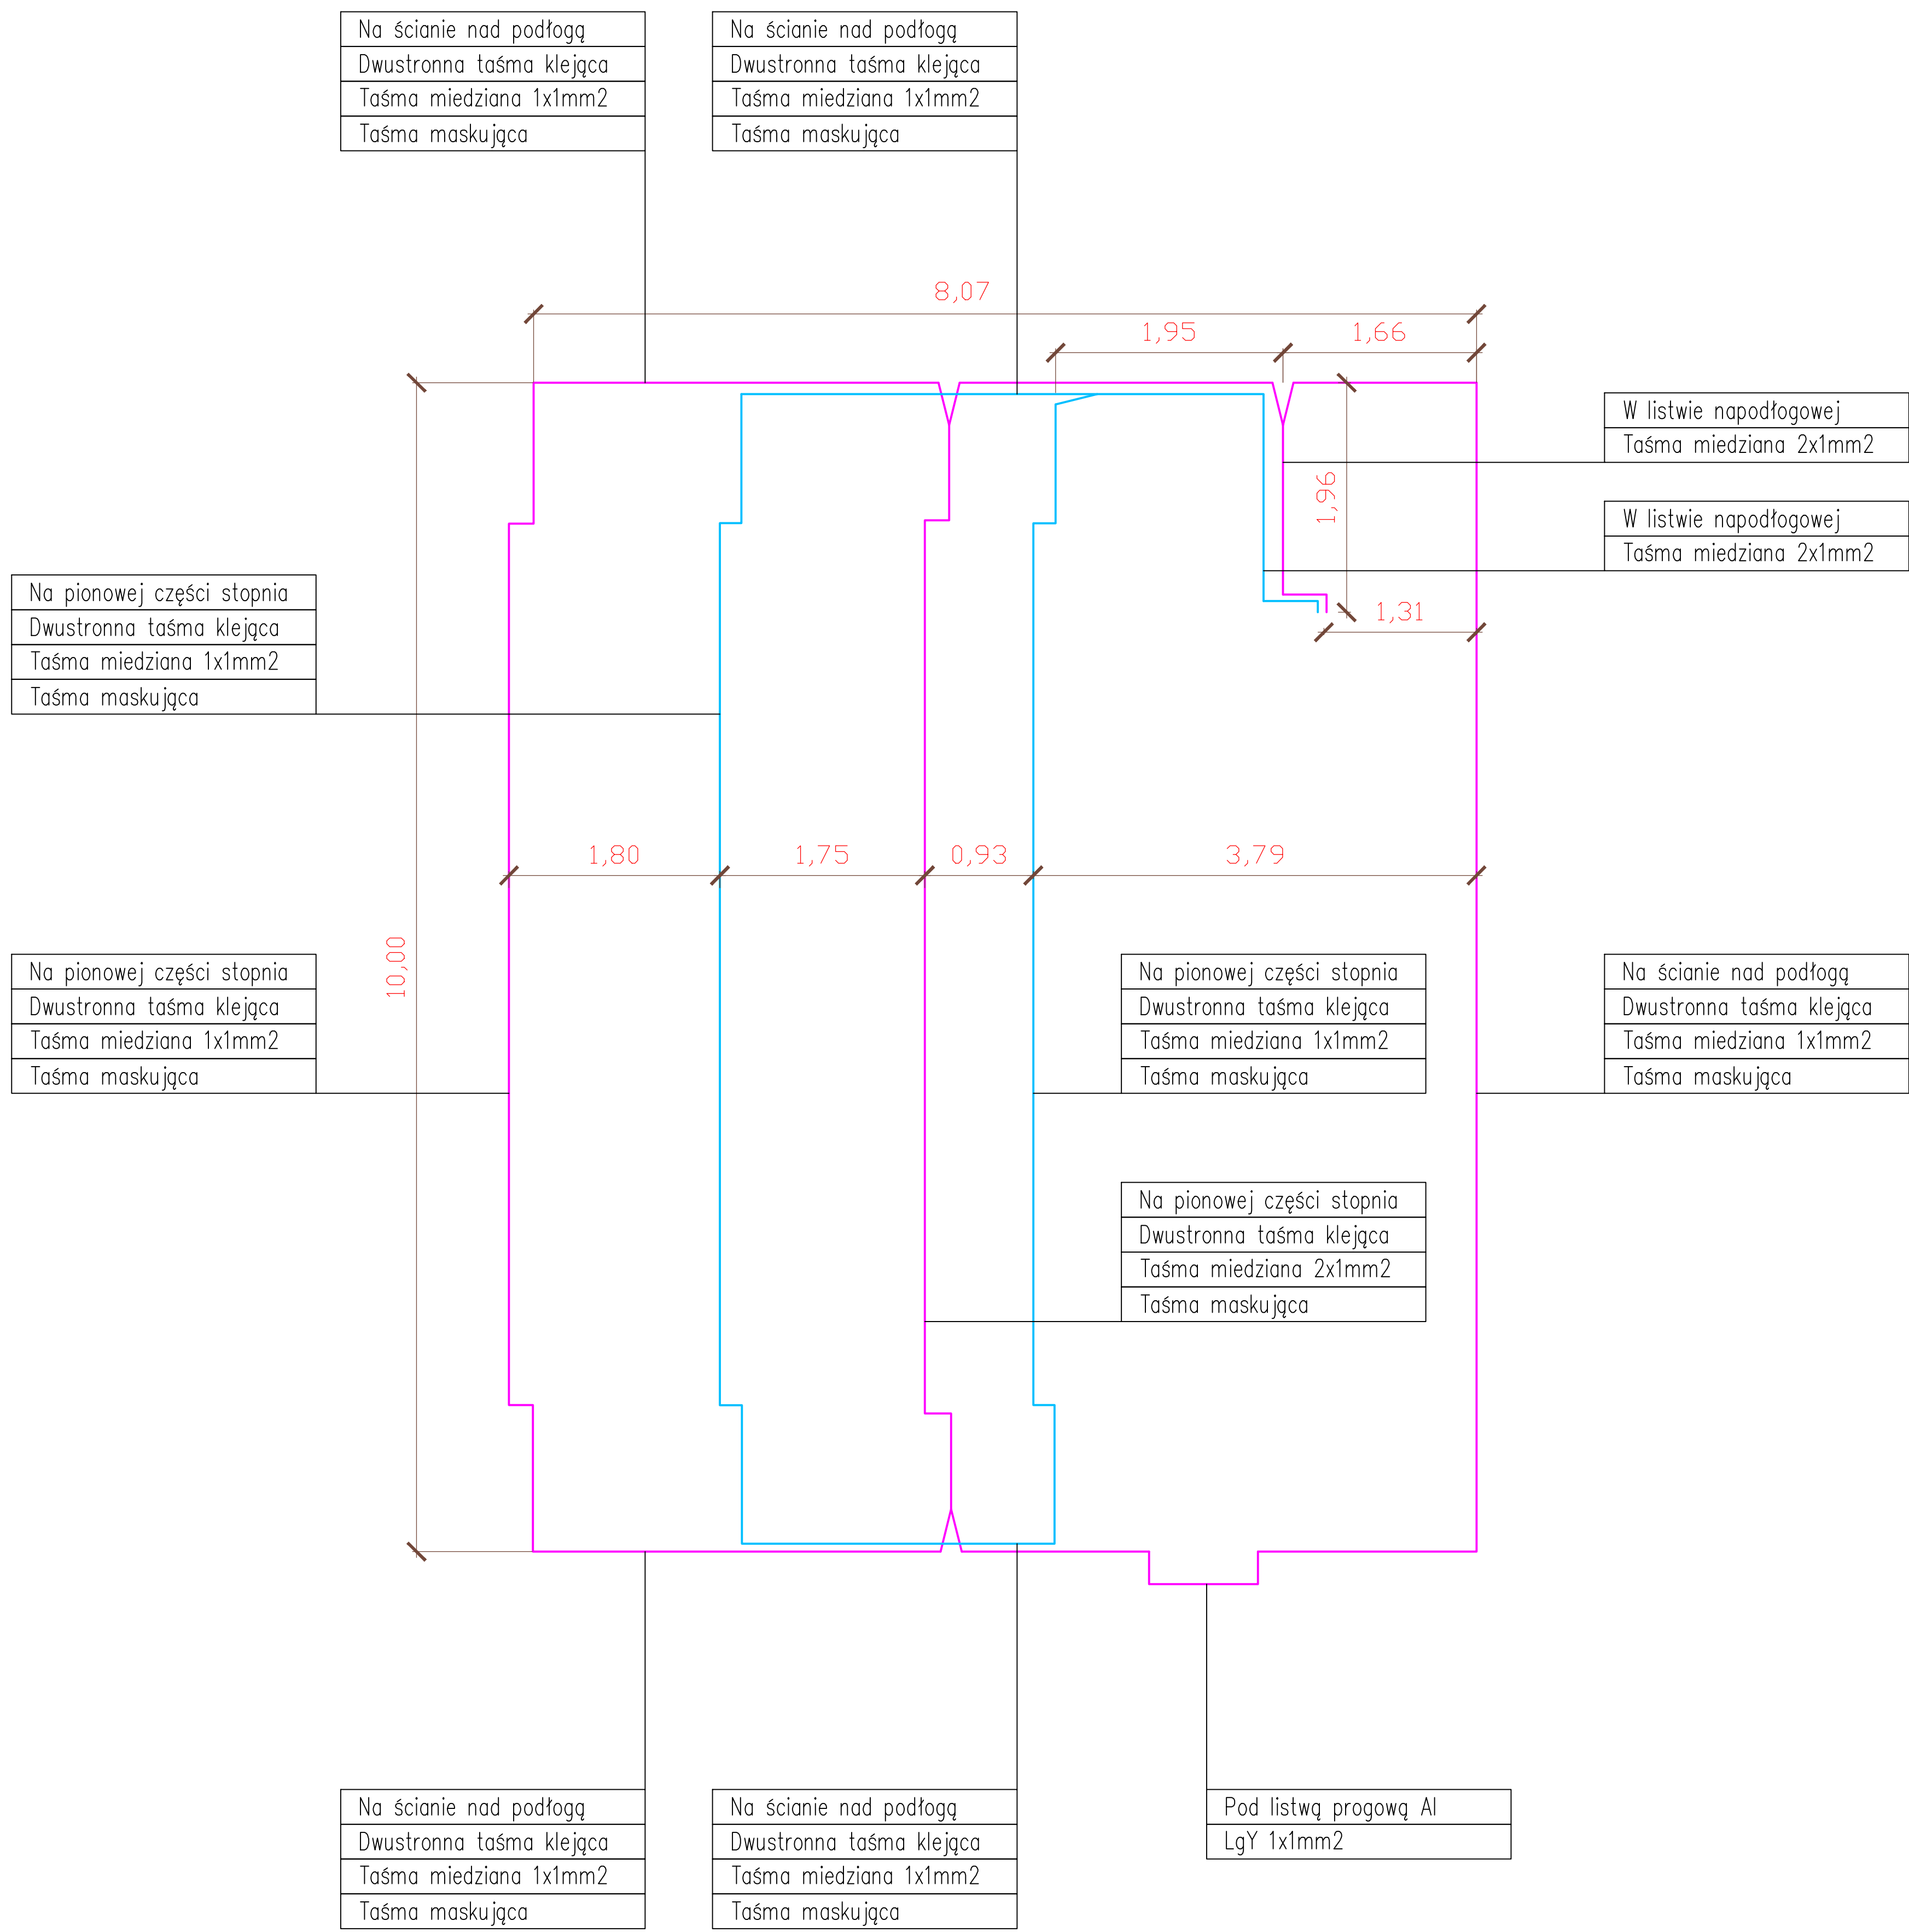 Na ścianie nad podłogą
Dwustronna taśma klejąca
Taśma miedziana 1x1mm2
Taśma maskująca
Na ścianie nad podłogą
Dwustronna taśma klejąca
Taśma miedziana 1x1mm2
Taśma maskująca
8,07
1,95
1,66
W listwie napodłogowej
Taśma miedziana 2x1mm2
1,96
W listwie napodłogowej
Taśma miedziana 2x1mm2
1,31
Na pionowej części stopnia
Dwustronna taśma klejąca
Taśma miedziana 1x1mm2
Taśma maskująca
1,80
1,75
0,93
3,79
10,00
Na pionowej części stopnia
Dwustronna taśma klejąca
Taśma miedziana 1x1mm2
Taśma maskująca
Na pionowej części stopnia
Dwustronna taśma klejąca
Taśma miedziana 1x1mm2
Taśma maskująca
Na ścianie nad podłogą
Dwustronna taśma klejąca
Taśma miedziana 1x1mm2
Taśma maskująca
Na pionowej części stopnia
Dwustronna taśma klejąca
Taśma miedziana 2x1mm2
Taśma maskująca
Na ścianie nad podłogą
Dwustronna taśma klejąca
Taśma miedziana 1x1mm2
Taśma maskująca
Na ścianie nad podłogą
Dwustronna taśma klejąca
Taśma miedziana 1x1mm2
Taśma maskująca
Pod listwą progową Al
LgY 1x1mm2